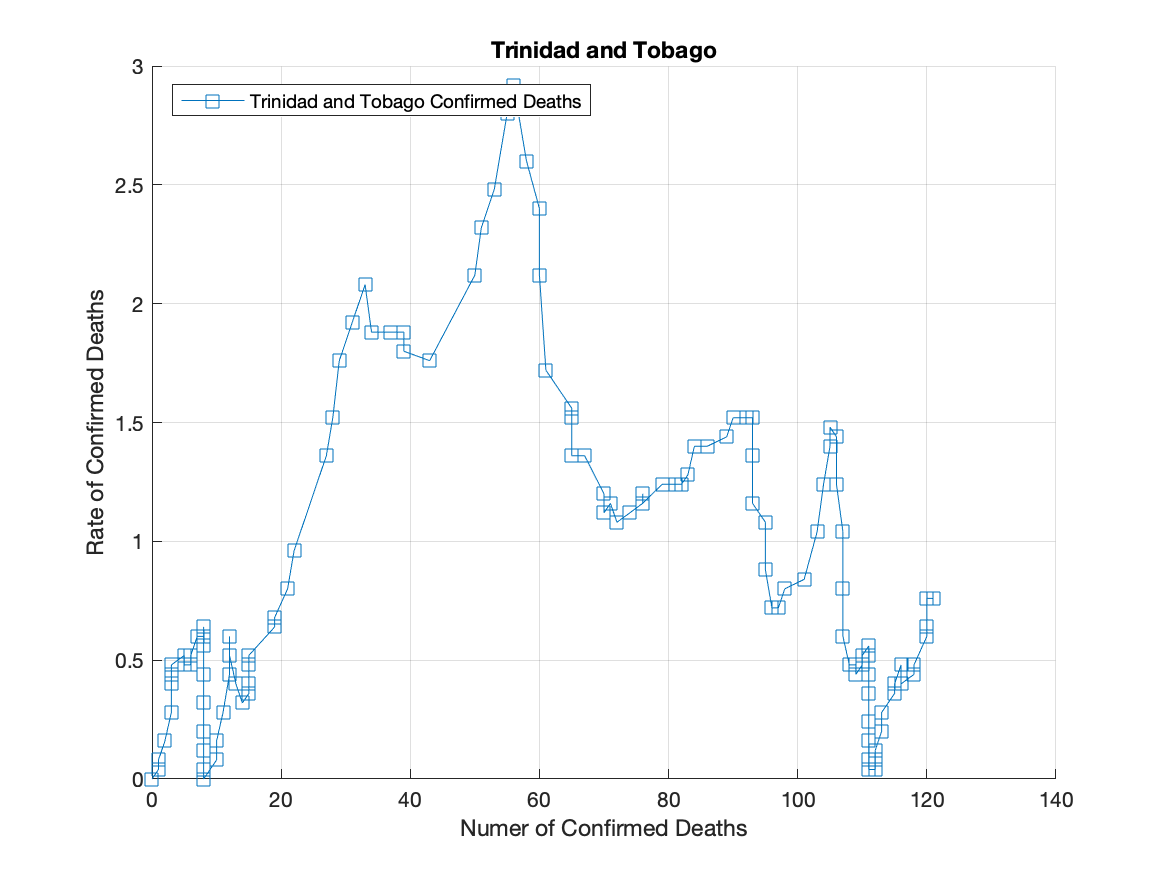 Trinidad and Tobago
3
Trinidad and Tobago Confirmed Deaths
2.5
2
1.5
1
0.5
0
Rate of Confirmed Deaths
0 20 40 60 80 100 120 140
Numer of Confirmed Deaths